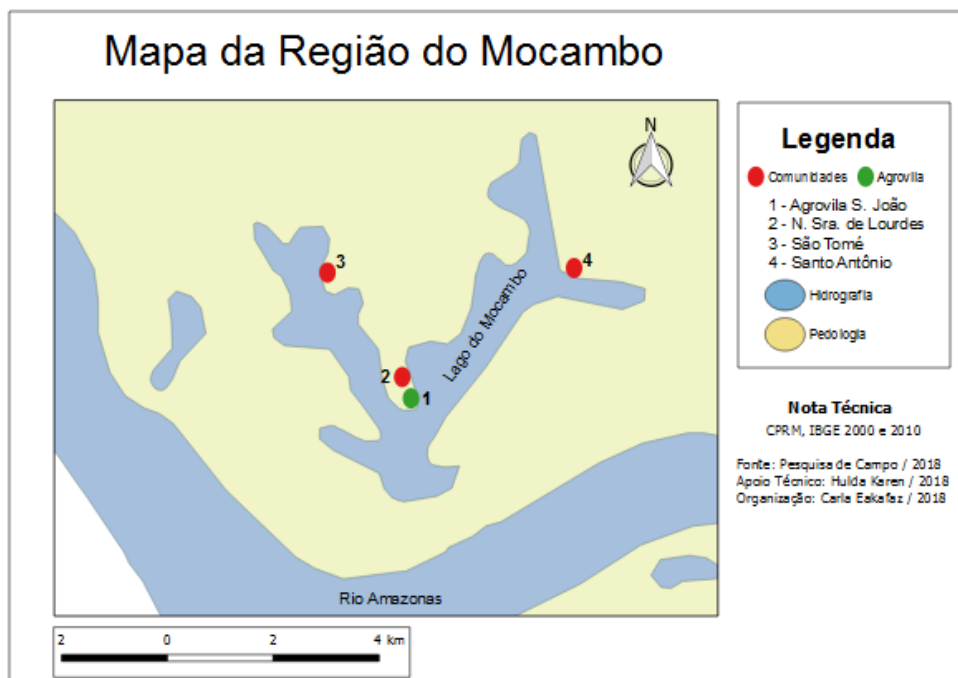 Mapa da Região do Mocambo
N
3
4
Lago do Mocambo
2
1
Rio Amazonas
2 0 2 4 km
Legenda
Comunidades Agrovila
1 - Agrovila S. João
2 - N. Sra. de Lourdes
3 - São Tomé
4 - Santo Antônio
Hidrografia
Pedologia
Nota Técnica
CPRM, IBGE 2000 e 2010
Fonte: Pesquisa de Campo / 2018
Apoio Técnico: Hulda Karen / 2018
Organização: Carla Eakafaz / 2018